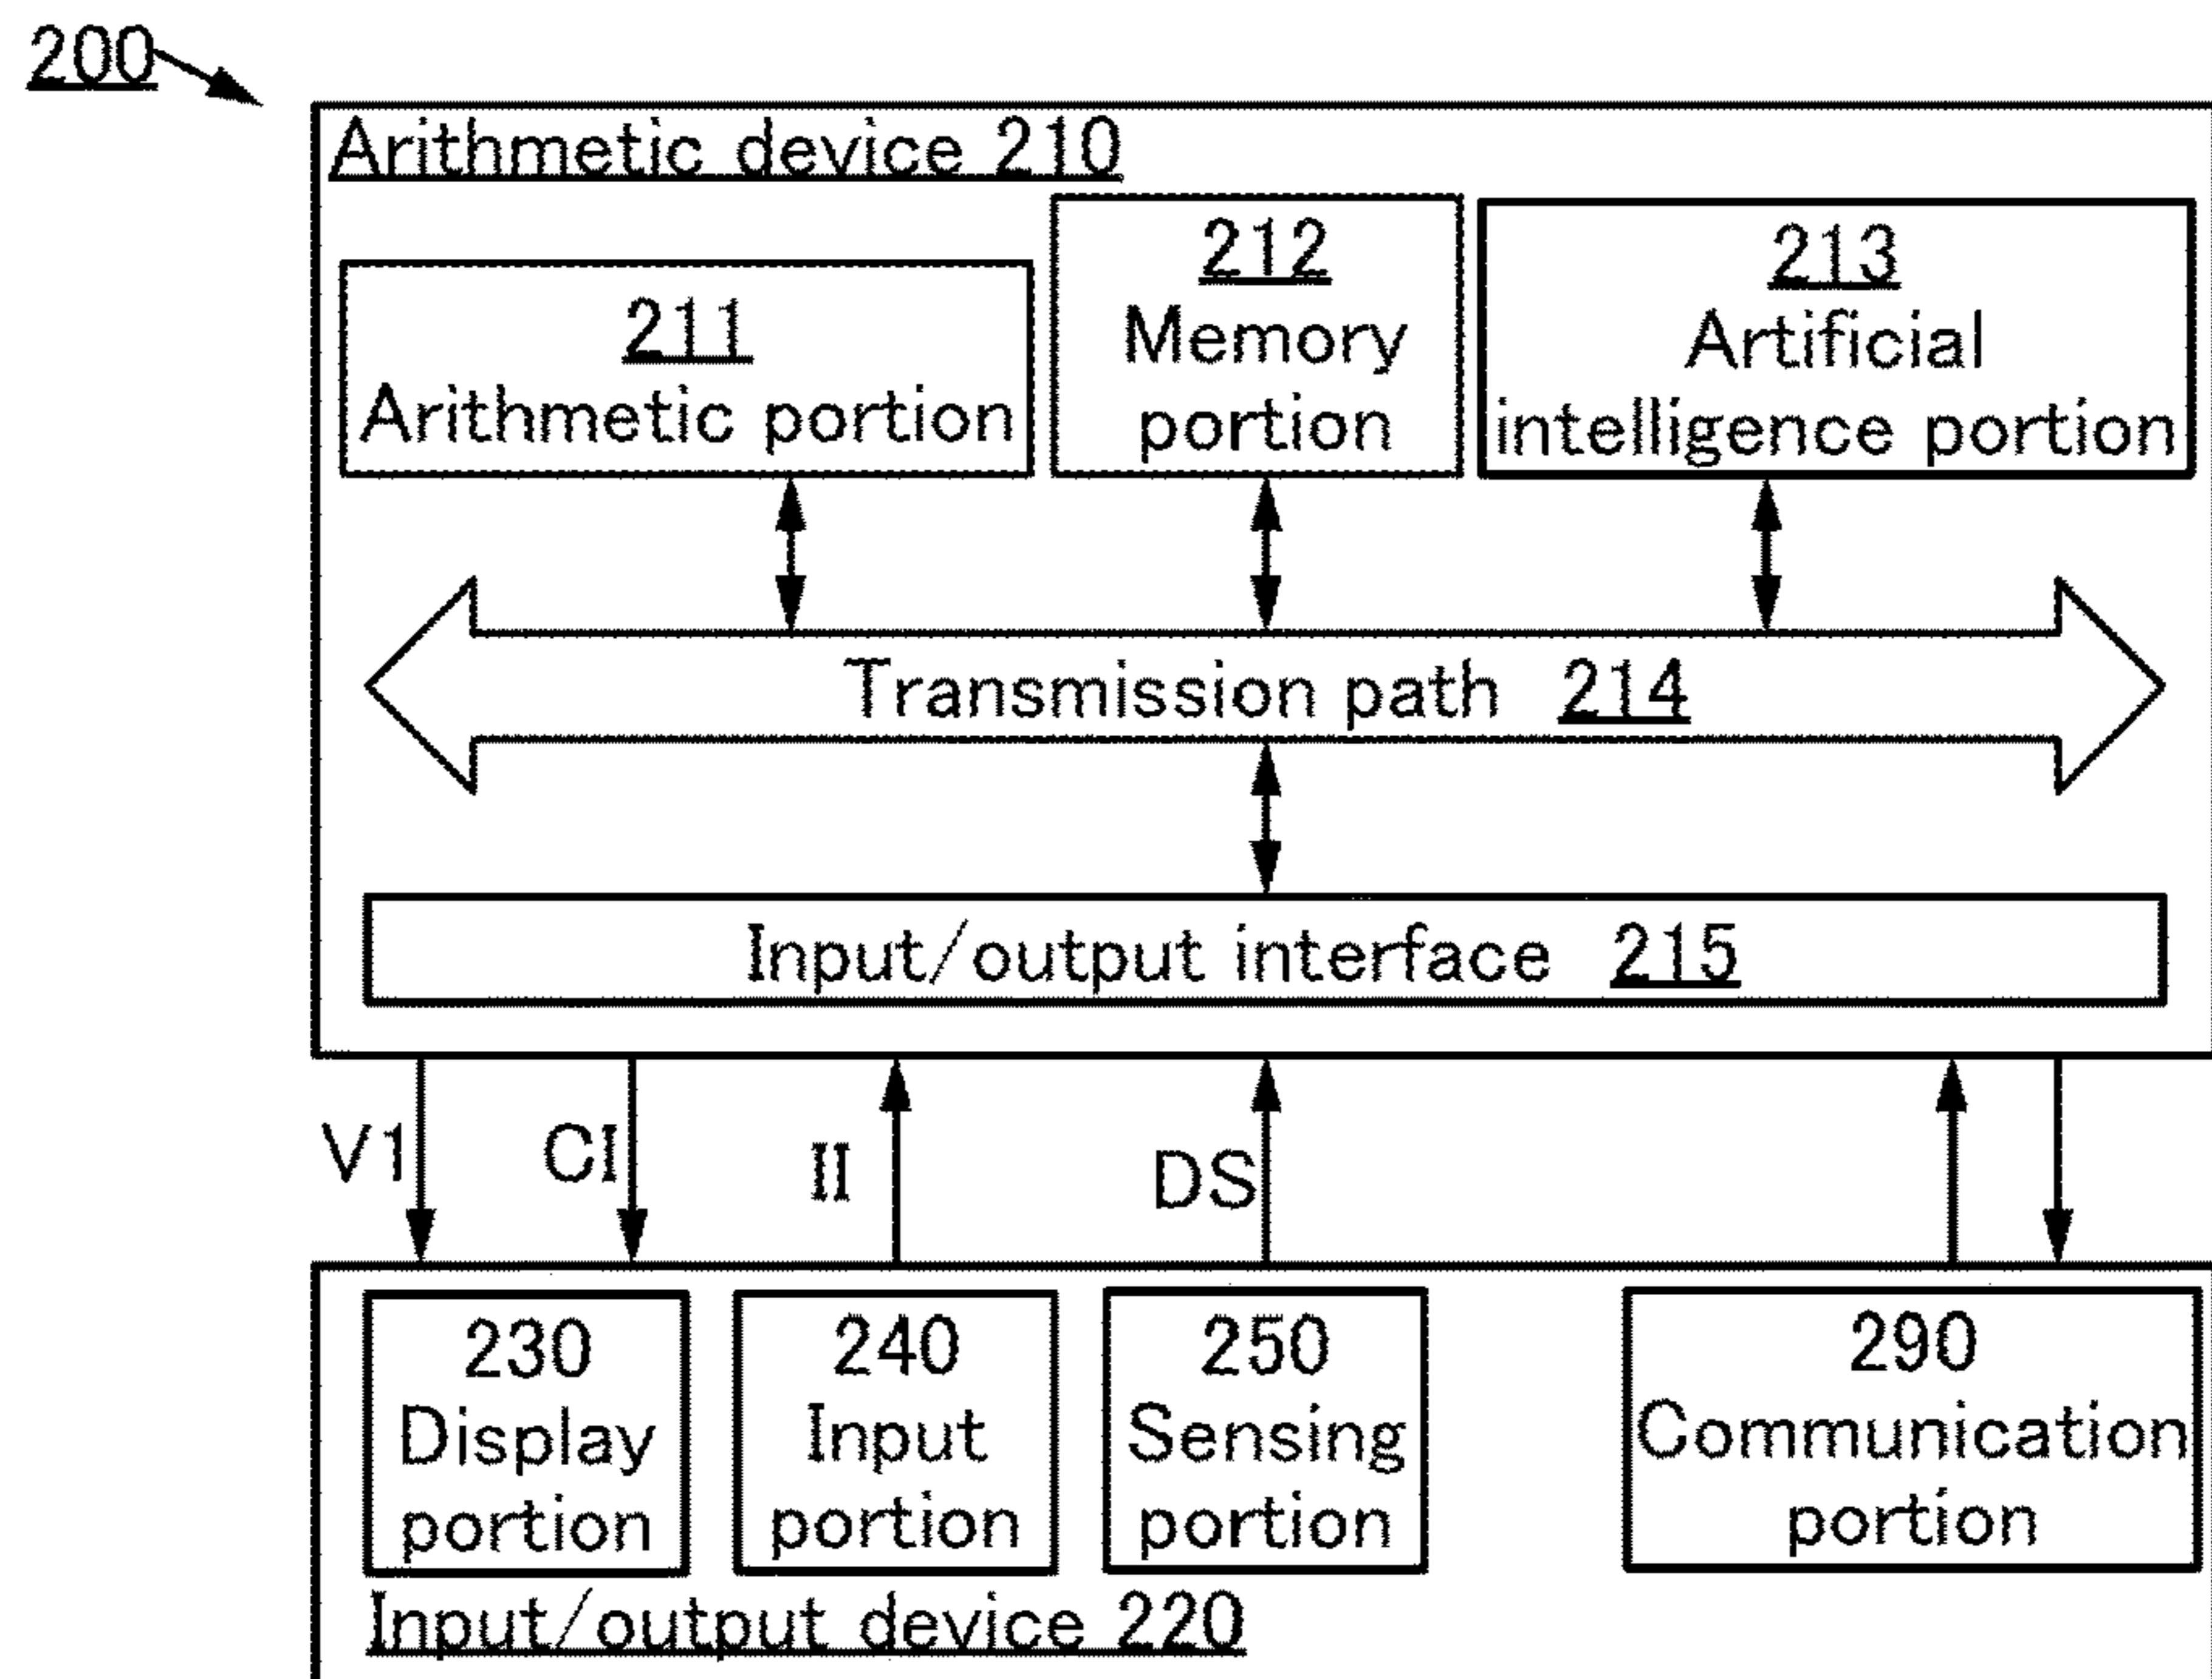 200
Arithmetic device 210
211
Arithmetic portion
212
Memory
portion
213
Artificial
intelligence portion
Transmission path 214
Input/output interface 215
V1
CI
II
DS
230
Display
portion
240
Input
portion
250
Sensing
portion
290
Communication
portion
Input/output device 220